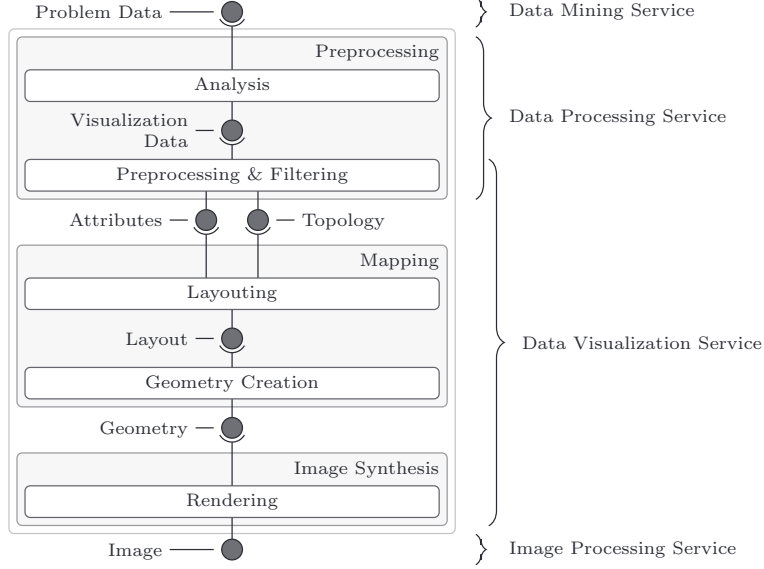 Problem Data
Data Mining Service
Preprocessing
Analysis
Visualization
Data
Data Processing Service
Preprocessing & Filtering
Attributes
Topology
Mapping
Layouting
Layout
Data Visualization Service
Geometry Creation
Geometry
Image Synthesis
Rendering
Image
Image Processing Service